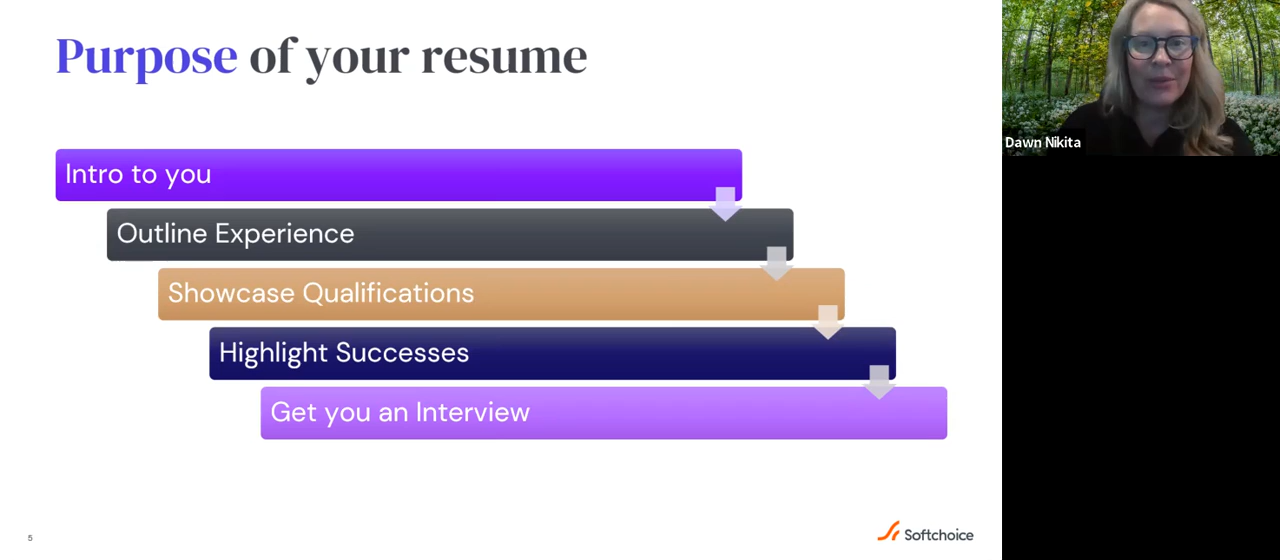 Purpose of your resume
Intro to you
Outline Experience
Showcase Qualifications
Highlight Successes
Get you an Interview
5
Softchoice
Dawn Nikita